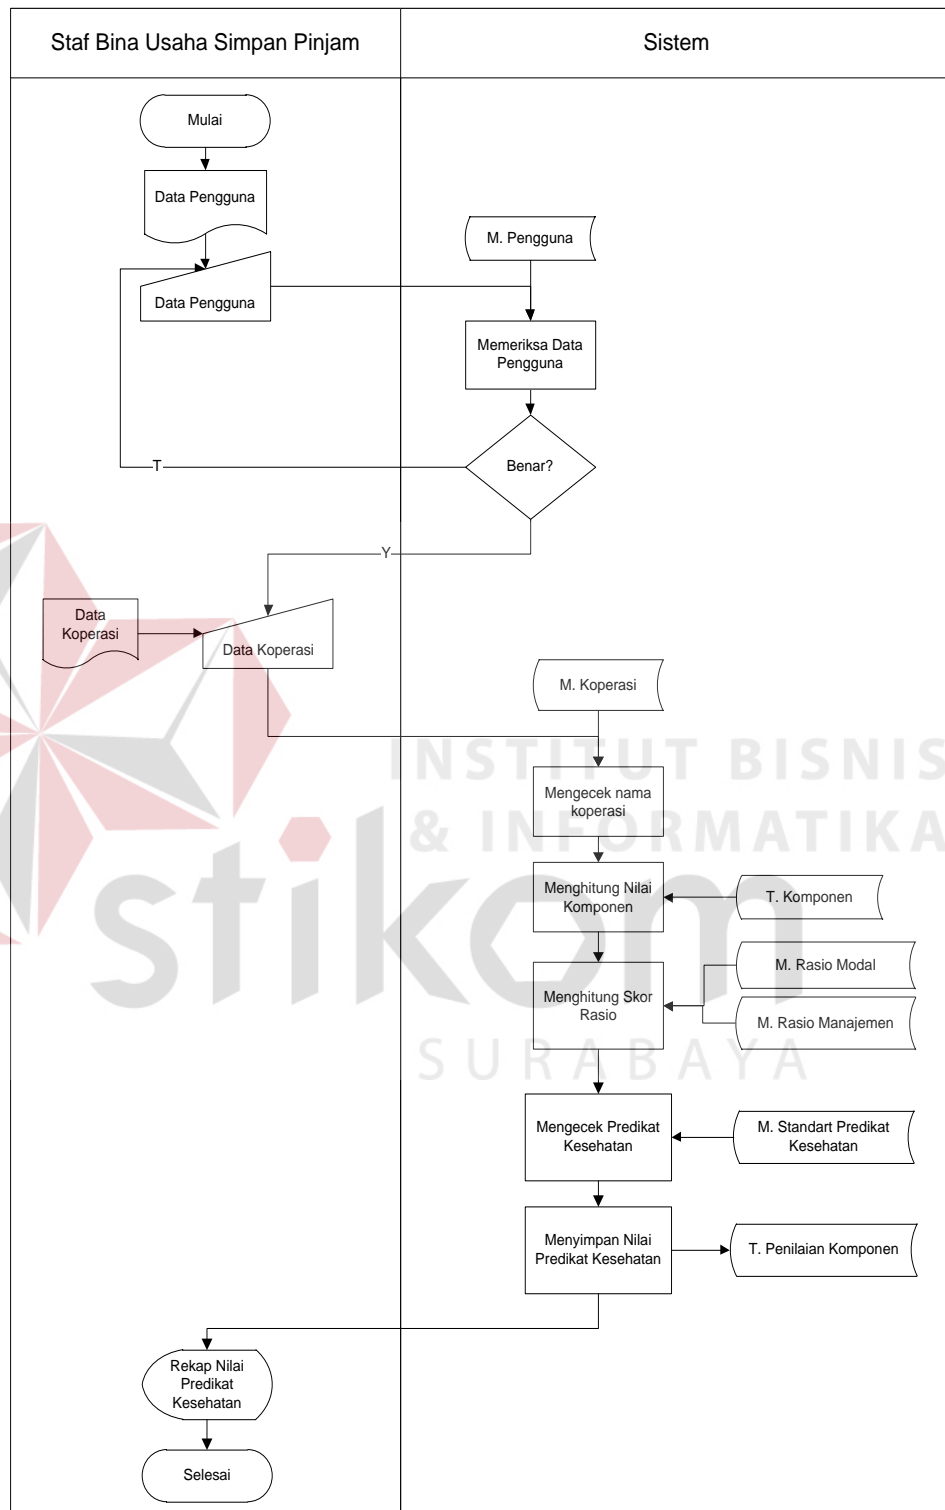 Staf Bina Usaha Simpan Pinjam
Sistem
Mulai
Data Pengguna
M. Pengguna
Data Pengguna
Memeriksa Data
Pengguna
Benar?
T
Y
Data
Koperasi
Data Koperasi
M. Koperasi
INSTITUT BISNIS
Mengecek nama
koperasi
& INFORMATIKA
Menghitung Nilai
Komponen
T. Komponen
stikom
M. Rasio Modal
Menghitung Skor
Rasio
M. Rasio Manajemen
SURABAYA
Mengecek Predikat
Kesehatan
M. Standart Predikat
Kesehatan
Menyimpan Nilai
Predikat Kesehatan
T. Penilaian Komponen
Rekap Nilai
Predikat
Kesehatan
Selesai